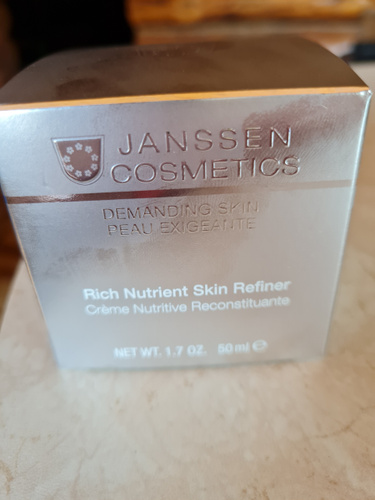 JANSSEN
COSMETICS
DEMANDING SKIN
PEAU EXIGEANTE
Rich Nutrient Skin Refiner
Crème Nutritive Reconstituante
NET WT. 1.7 OZ. 50 ml ℮